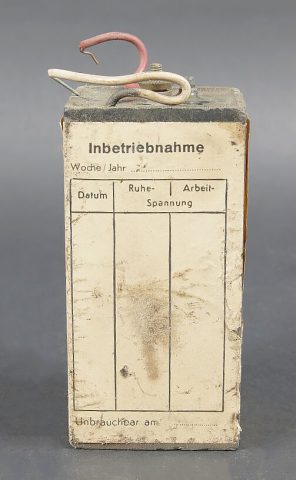 Inbetriebnahme
Woche/Jahr ....................
Datum Ruhe- Arbeit-
Spannung
Unbrauchbar am ....................